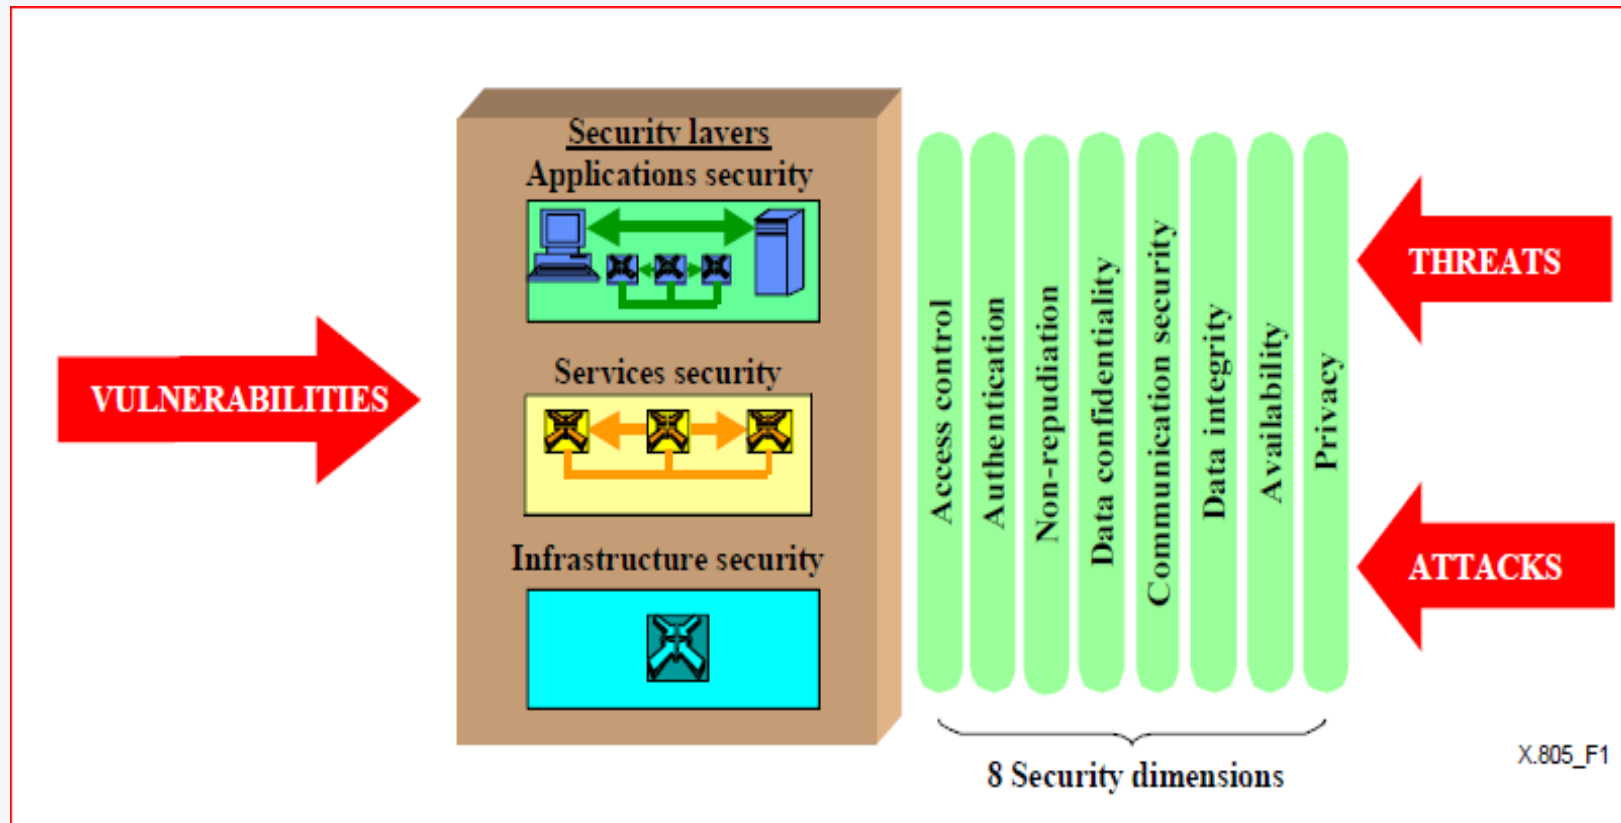 Security layers
Applications security
Services security
Infrastructure security
VULNERABILITIES
Access control
Authentication
Non-repudiation
Data confidentiality
Communication security
Data integrity
Availability
Privacy
THREATS
ATTACKS
8 Security dimensions
X.805_F1